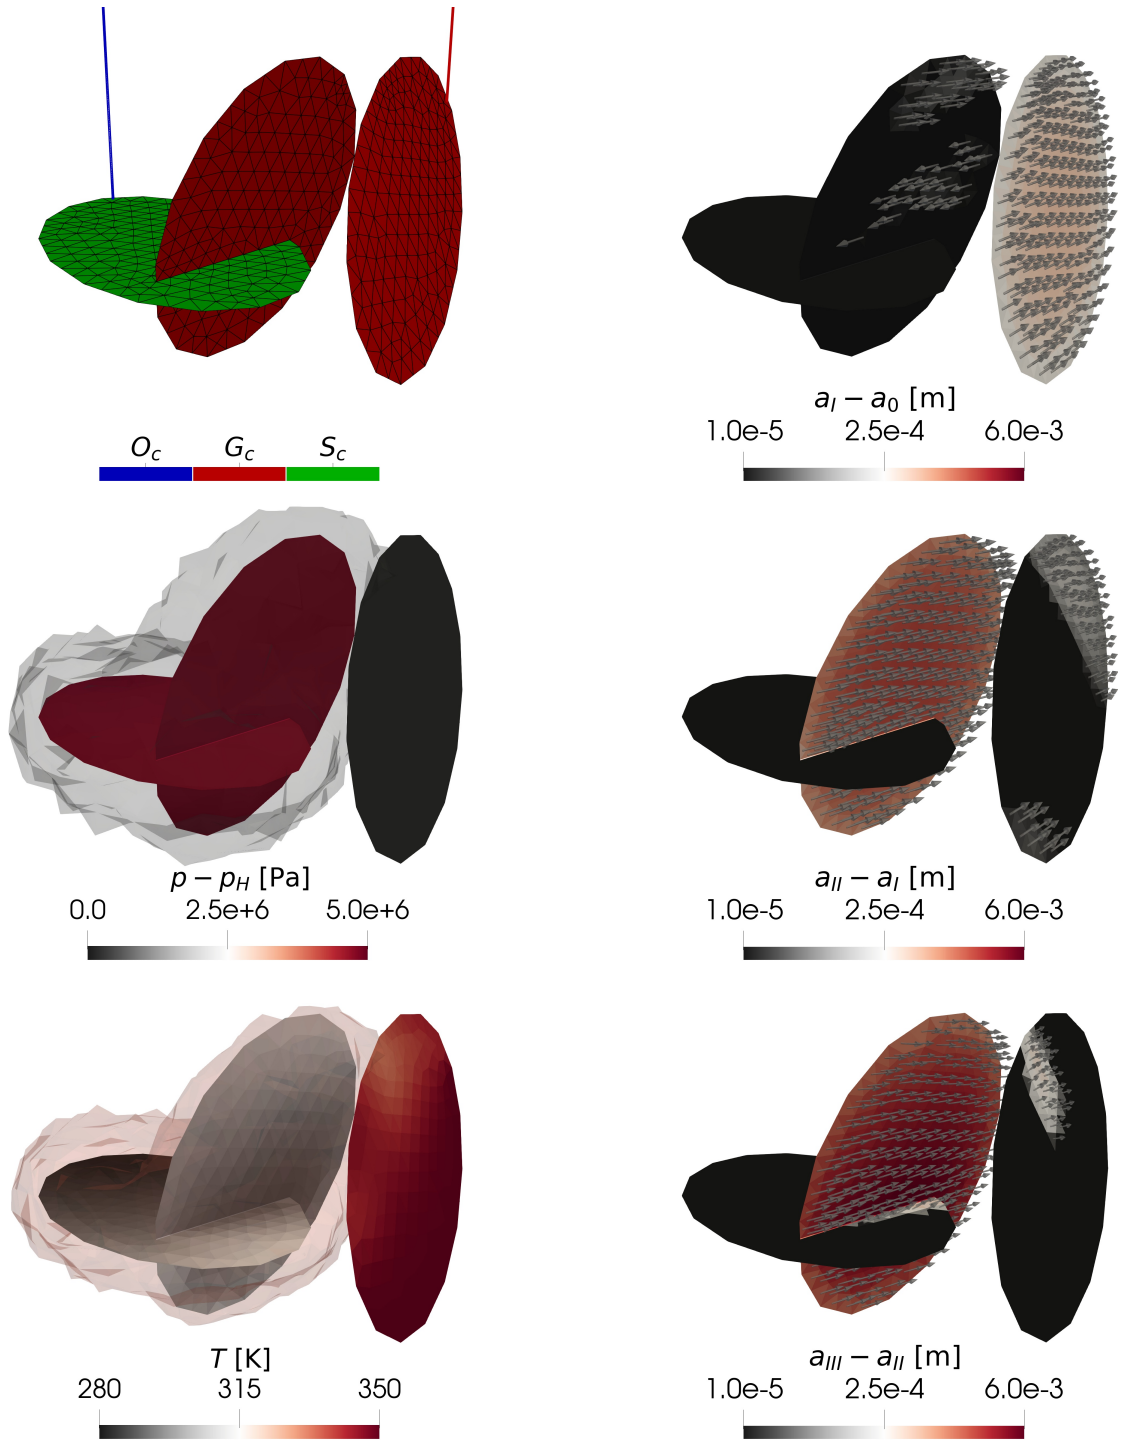 a_I − a_0 [m]
1.0e-5 2.5e-4 6.0e-3
O_c G_c S_c
p − p_H [Pa]
0.0 2.5e+6 5.0e+6
a_II − a_I [m]
1.0e-5 2.5e-4 6.0e-3
T [K]
280 315 350
a_III − a_II [m]
1.0e-5 2.5e-4 6.0e-3